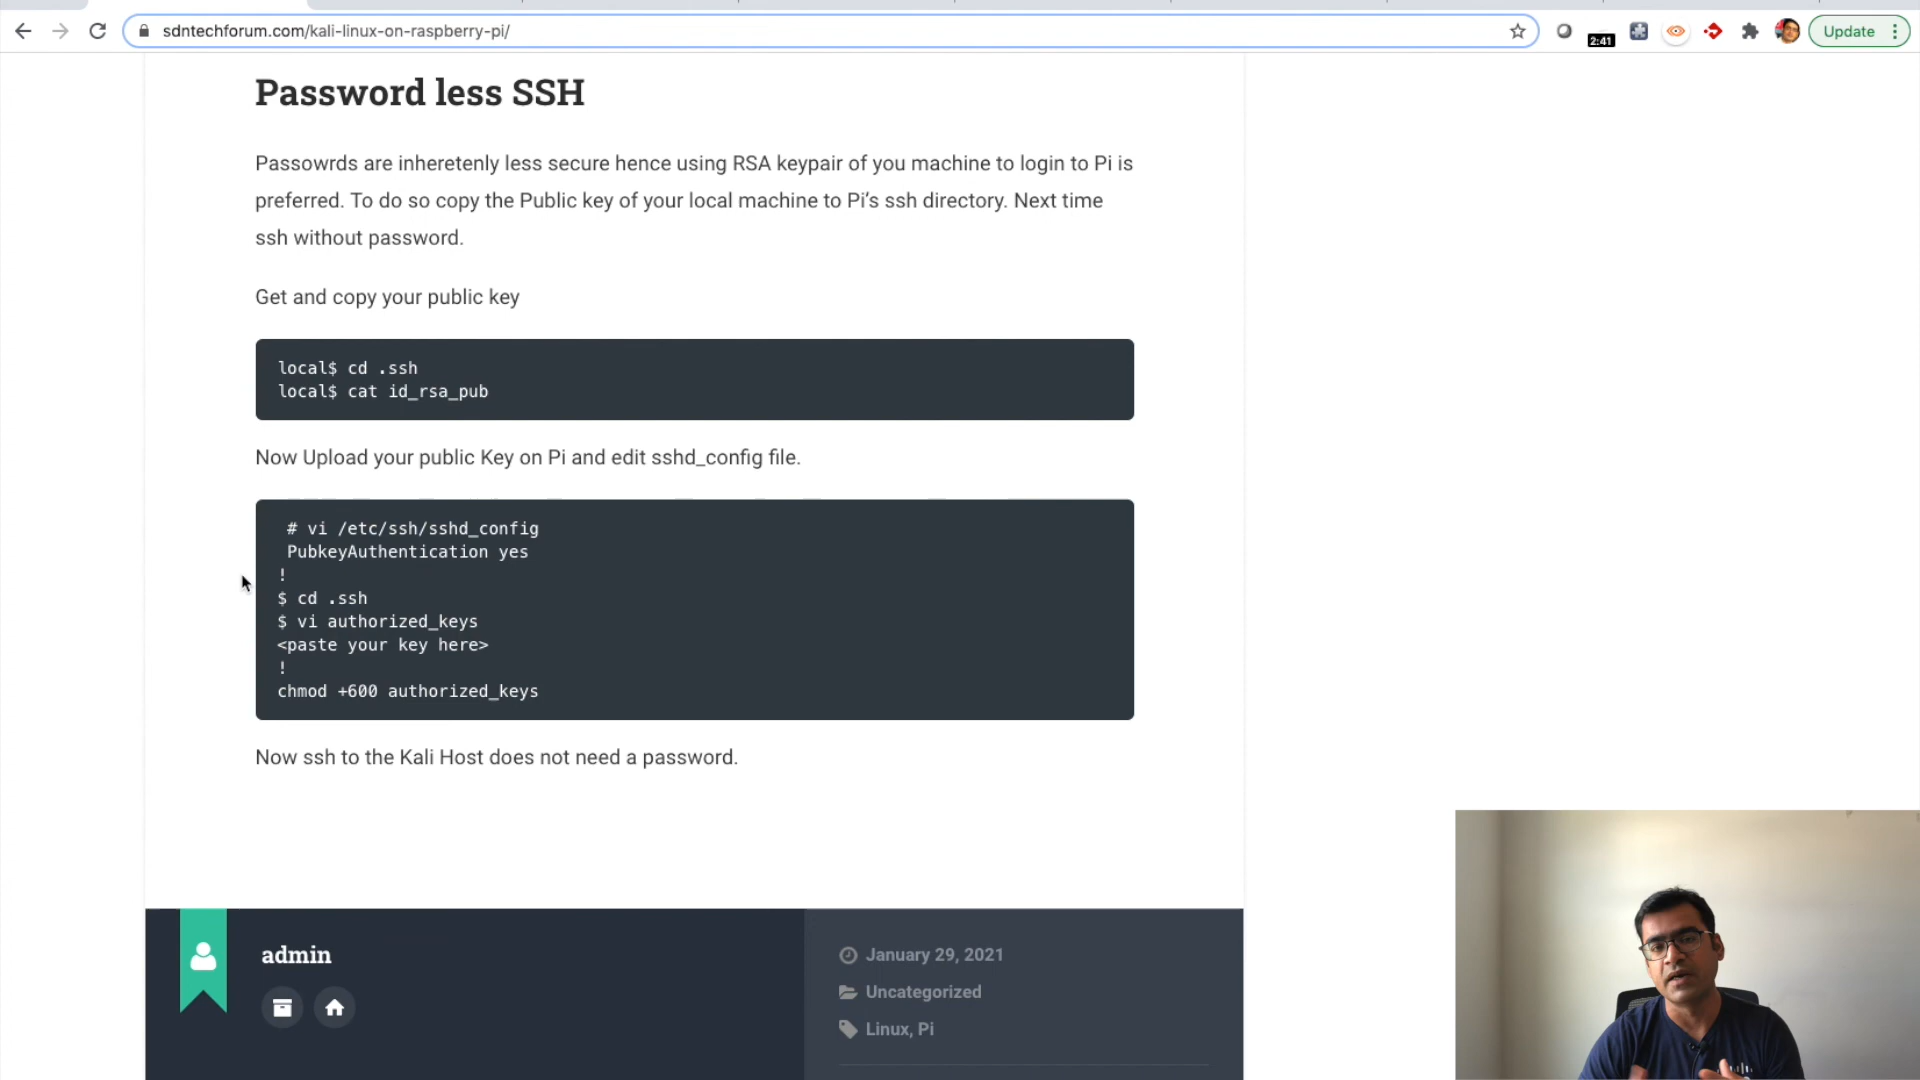 sdntechforum.com/kali-linux-on-raspberry-pi/
2:41
Update
Password less SSH
Passowrds are inheretenly less secure hence using RSA keypair of you machine to login to Pi is
preferred. To do so copy the Public key of your local machine to Pi’s ssh directory. Next time
ssh without password.
Get and copy your public key
local$ cd .ssh
local$ cat id_rsa_pub
Now Upload your public Key on Pi and edit sshd_config file.
# vi /etc/ssh/sshd_config
PubkeyAuthentication yes
!
$ cd .ssh
$ vi authorized_keys
<paste your key here>
!
chmod +600 authorized_keys
Now ssh to the Kali Host does not need a password.
admin
January 29, 2021
Uncategorized
Linux, Pi